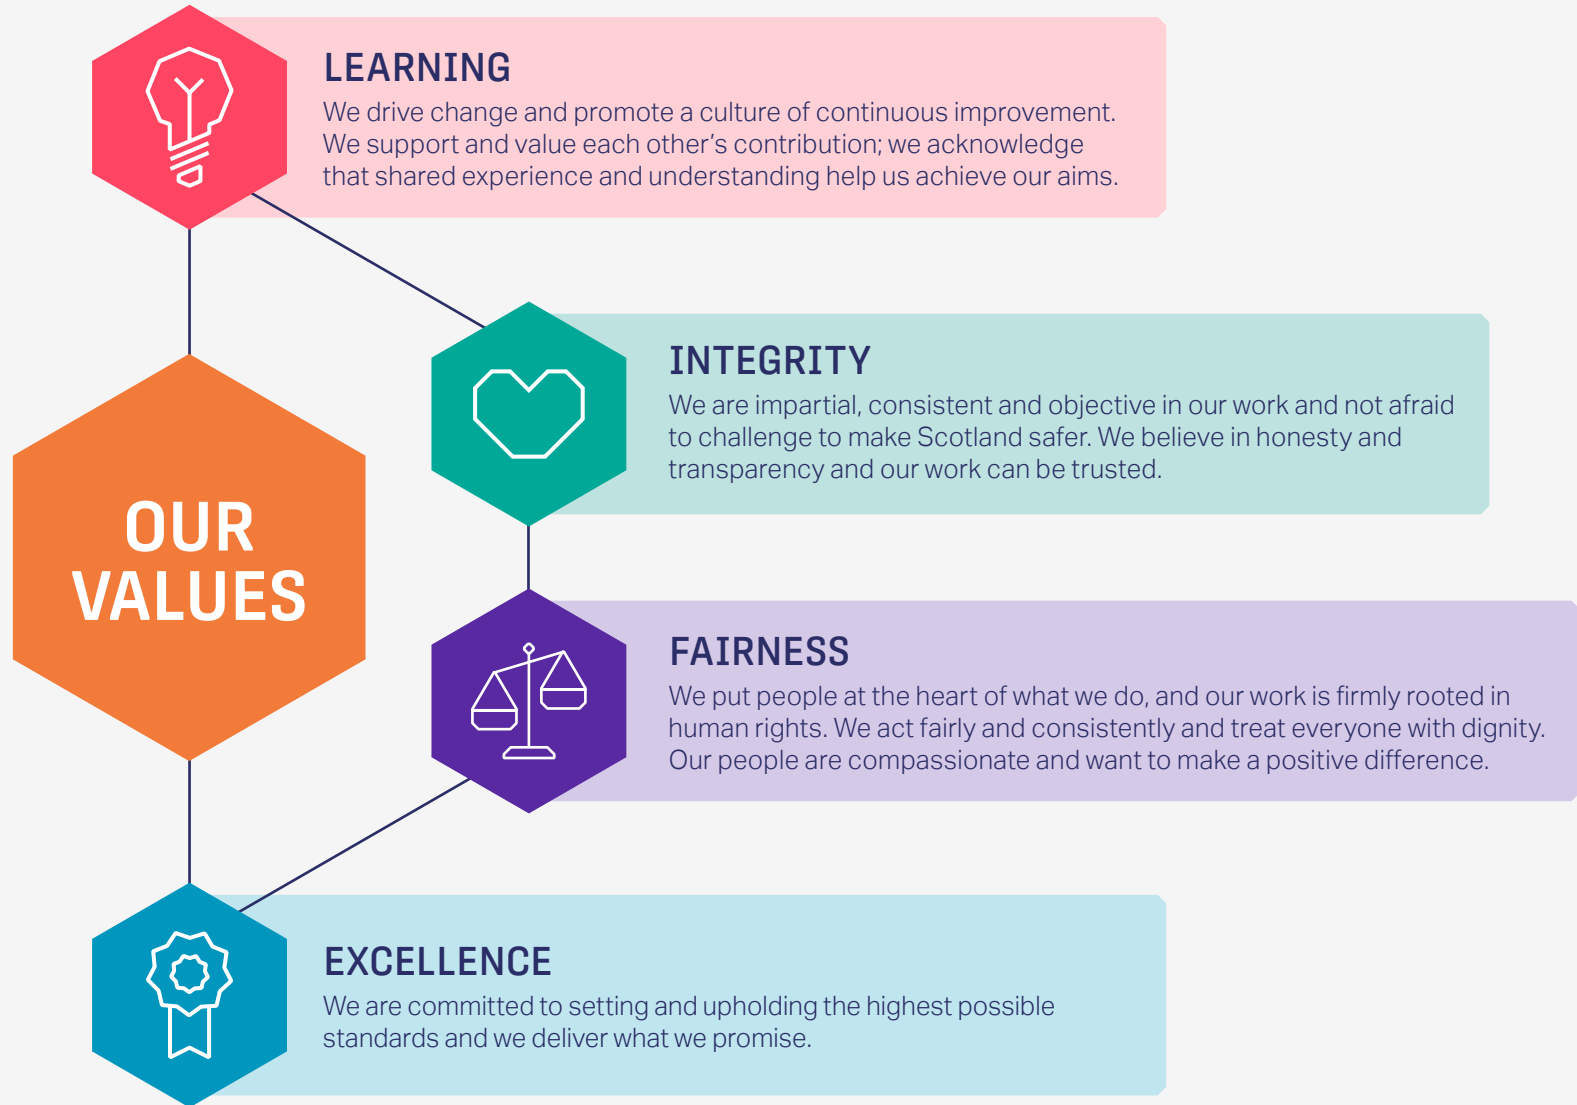 LEARNING
We drive change and promote a culture of continuous improvement.
We support and value each other’s contribution; we acknowledge
that shared experience and understanding help us achieve our aims.
INTEGRITY
We are impartial, consistent and objective in our work and not afraid
to challenge to make Scotland safer. We believe in honesty and
transparency and our work can be trusted.
OUR
VALUES
FAIRNESS
We put people at the heart of what we do, and our work is firmly rooted in
human rights. We act fairly and consistently and treat everyone with dignity.
Our people are compassionate and want to make a positive difference.
EXCELLENCE
We are committed to setting and upholding the highest possible
standards and we deliver what we promise.